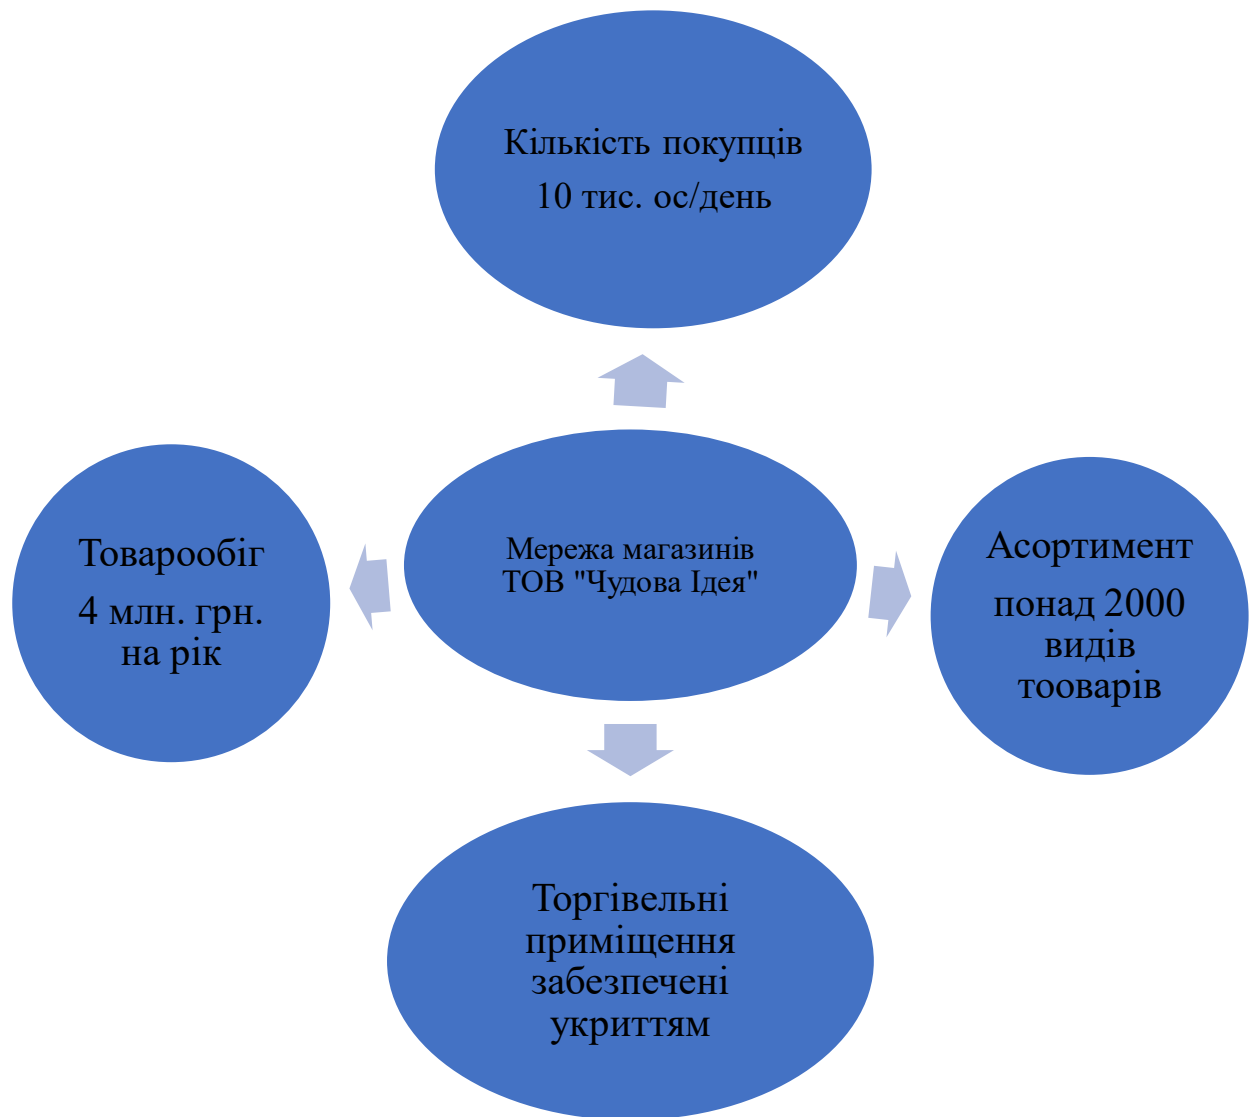 Кількість покупців
10 тис. ос/день
Товарообіг
4 млн. грн.
на рік
Мережа магазинів
ТОВ "Чудова Ідея"
Асортимент
понад 2000
видів
тооварів
Торгівельні
приміщення
забезпечені
укриттям